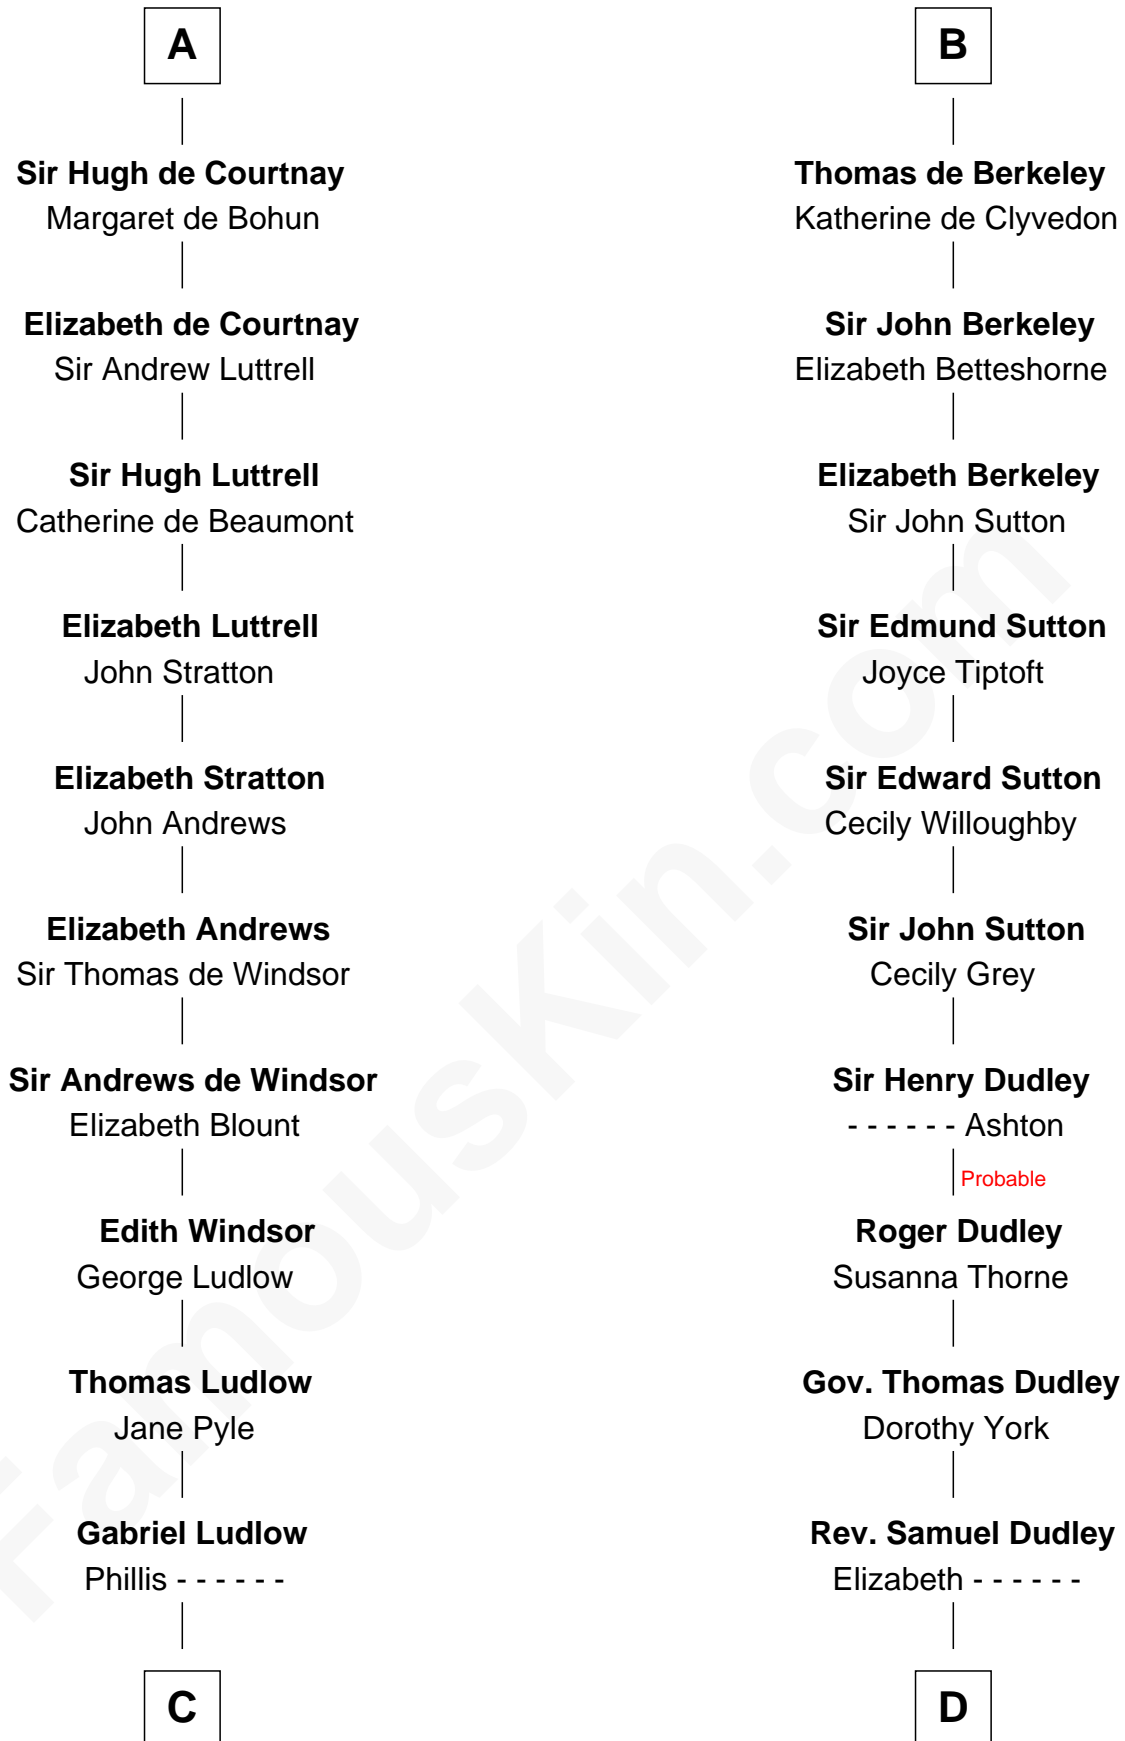 A
Sir Hugh de Courtnay
Margaret de Bohun
Elizabeth de Courtnay
Sir Andrew Luttrell
Sir Hugh Luttrell
Catherine de Beaumont
Elizabeth Luttrell
John Stratton
Elizabeth Stratton
John Andrews
Elizabeth Andrews
Sir Thomas de Windsor
Sir Andrews de Windsor
Elizabeth Blount
Edith Windsor
George Ludlow
Thomas Ludlow
Jane Pyle
Gabriel Ludlow
Phillis - - - - - -
C
B
Thomas de Berkeley
Katherine de Clyvedon
Sir John Berkeley
Elizabeth Betteshorne
Elizabeth Berkeley
Sir John Sutton
Sir Edmund Sutton
Joyce Tiptoft
Sir Edward Sutton
Cecily Willoughby
Sir John Sutton
Cecily Grey
Sir Henry Dudley
- - - - - - Ashton
Probable
Roger Dudley
Susanna Thorne
Gov. Thomas Dudley
Dorothy York
Rev. Samuel Dudley
Elizabeth - - - - - -
D
FamousKin.com